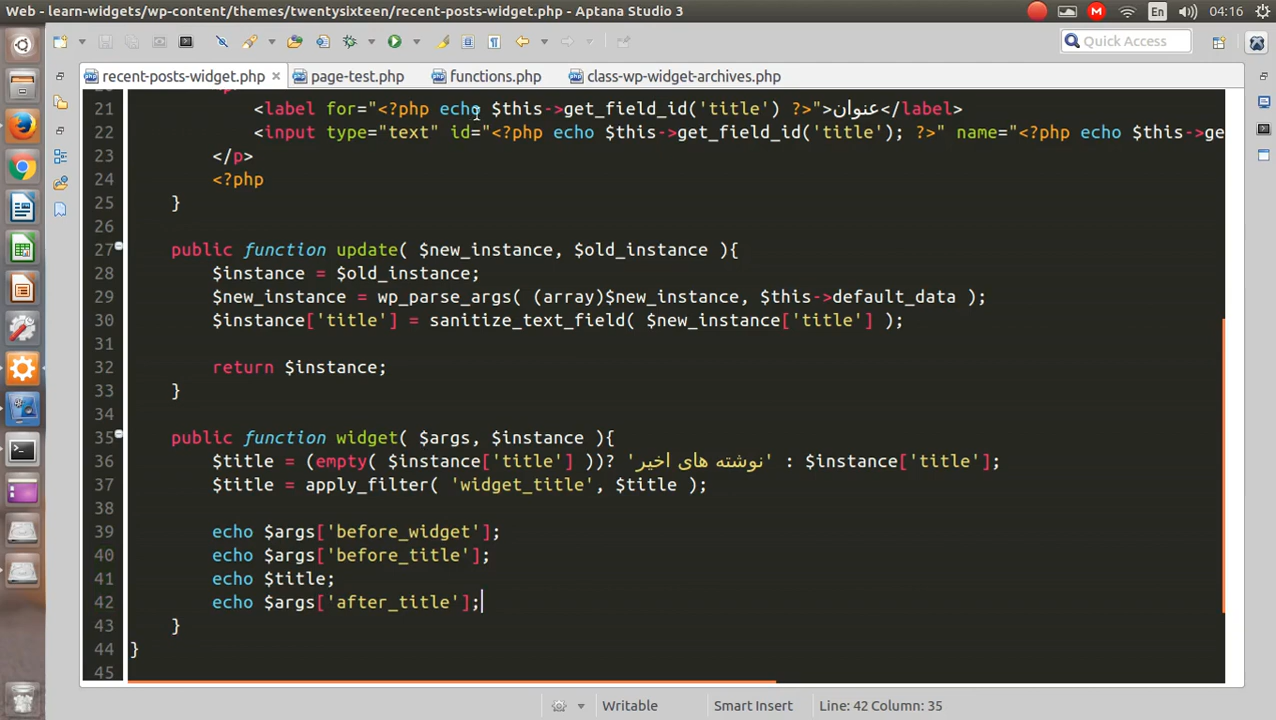 Web - learn-widgets/wp-content/themes/twentysixteen/recent-posts-widget.php - Aptana Studio 3
En
04:16
Quick Access
recent-posts-widget.php
page-test.php
functions.php
class-wp-widget-archives.php
21 <label for="<?php echo $this->get_field_id('title') ?>">عنوان</label>
22 <input type="text" id="<?php echo $this->get_field_id('title'); ?>" name="<?php echo $this->ge
23 </p>
24 <?php
25 }
26
27 public function update( $new_instance, $old_instance ){
28 $instance = $old_instance;
29 $new_instance = wp_parse_args( (array)$new_instance, $this->default_data );
30 $instance['title'] = sanitize_text_field( $new_instance['title'] );
31
32 return $instance;
33 }
34
35 public function widget( $args, $instance ){
36 $title = (empty( $instance['title'] ))? 'نوشته های اخیر' : $instance['title'];
37 $title = apply_filter( 'widget_title', $title );
38
39 echo $args['before_widget'];
40 echo $args['before_title'];
41 echo $title;
42 echo $args['after_title'];
43 }
44 }
45
Writable
Smart Insert
Line: 42 Column: 35